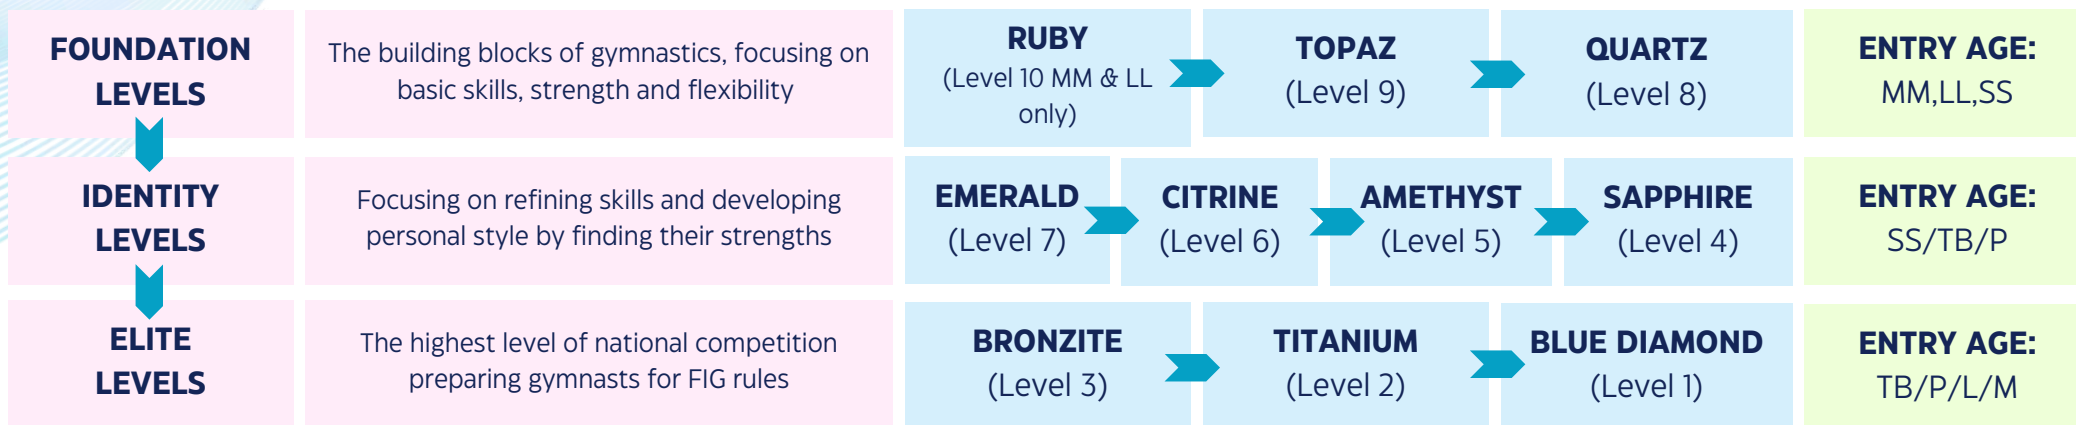 FOUNDATION
LEVELS
The building blocks of gymnastics, focusing on
basic skills, strength and flexibility
RUBY
(Level 10 MM & LL
only)
TOPAZ
(Level 9)
QUARTZ
(Level 8)
ENTRY AGE:
MM,LL,SS
IDENTITY
LEVELS
Focusing on refining skills and developing
personal style by finding their strengths
EMERALD
(Level 7)
CITRINE
(Level 6)
AMETHYST
(Level 5)
SAPPHIRE
(Level 4)
ENTRY AGE:
SS/TB/P
ELITE
LEVELS
The highest level of national competition
preparing gymnasts for FIG rules
BRONZITE
(Level 3)
TITANIUM
(Level 2)
BLUE DIAMOND
(Level 1)
ENTRY AGE:
TB/P/L/M